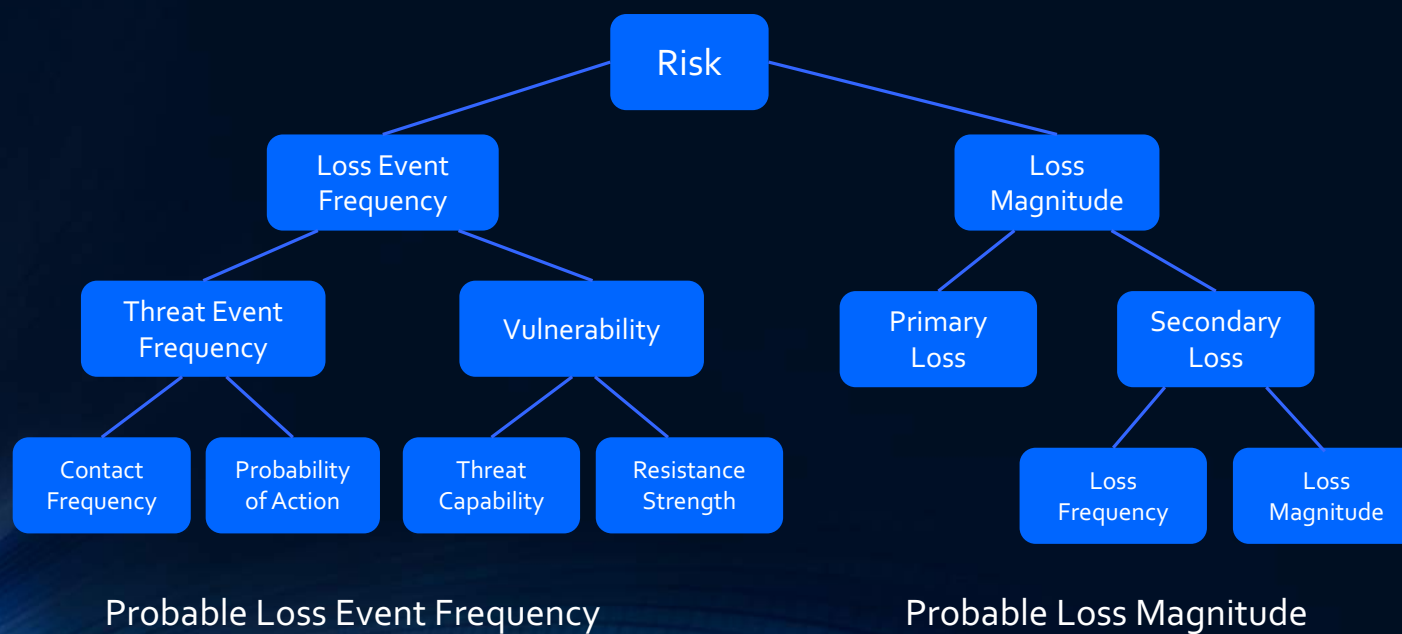 Risk
Loss Event
Frequency
Loss
Magnitude
Threat Event
Frequency
Vulnerability
Primary
Loss
Secondary
Loss
Contact
Frequency
Probability
of Action
Threat
Capability
Resistance
Strength
Loss
Frequency
Loss
Magnitude
Probable Loss Event Frequency
Probable Loss Magnitude